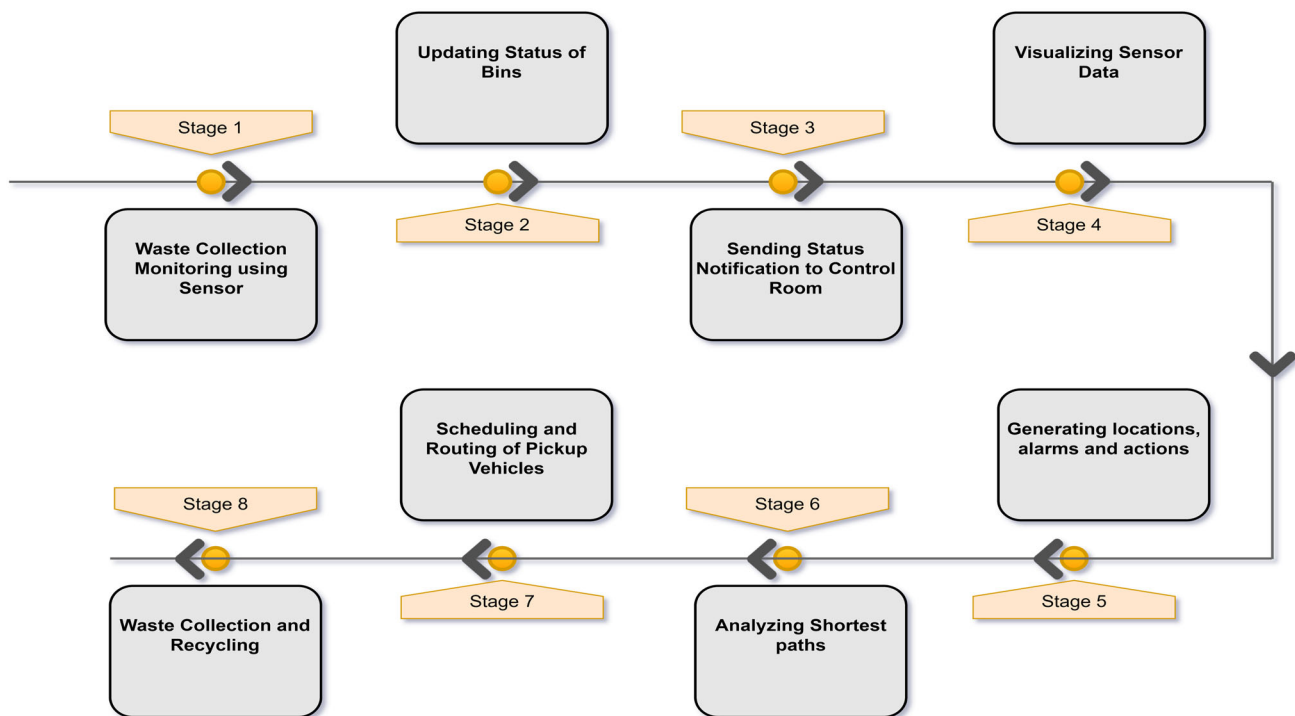 Stage 1
Waste Collection
Monitoring using
Sensor
Updating Status of
Bins
Stage 2
Stage 3
Sending Status
Notification to Control
Room
Visualizing Sensor
Data
Stage 4
Generating locations,
alarms and actions
Stage 5
Stage 6
Analyzing Shortest
paths
Scheduling and
Routing of Pickup
Vehicles
Stage 7
Stage 8
Waste Collection and
Recycling